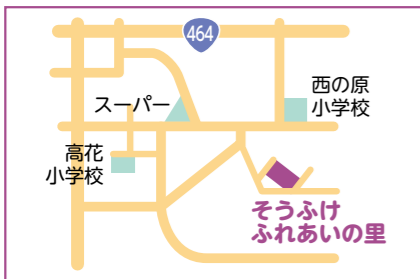 464
スーパー
西の原
小学校
高花
小学校
そうふけ
ふれあいの里